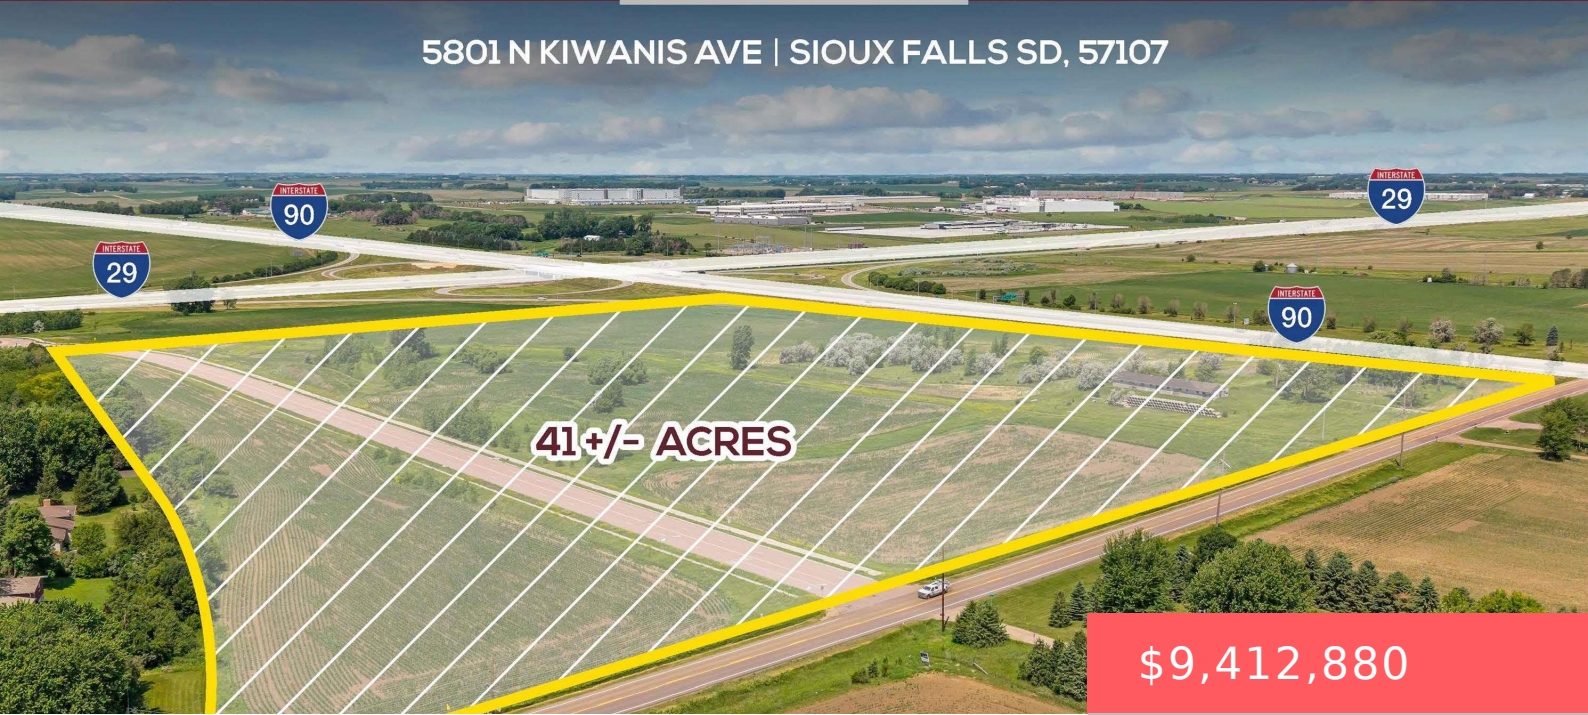 5801 N KIWANIS AVE | SIOUX FALLS SD, 57107
INTERSTATE
90
INTERSTATE
29
INTERSTATE
29
INTERSTATE
90
41 +/- ACRES
$9,412,880